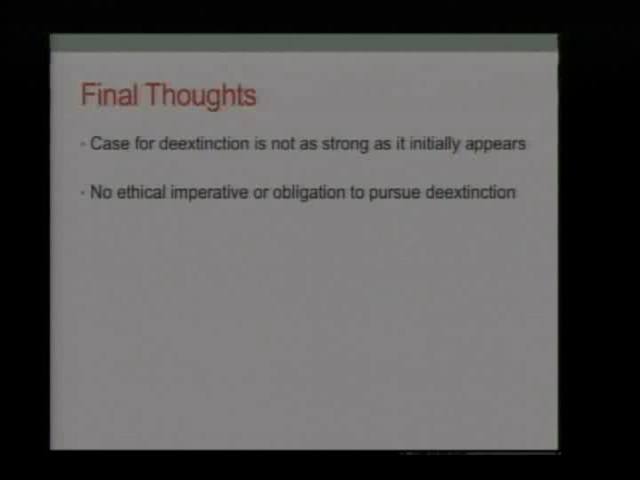 Final Thoughts
• Case for deextinction is not as strong as it initially appears
• No ethical imperative or obligation to pursue deextinction